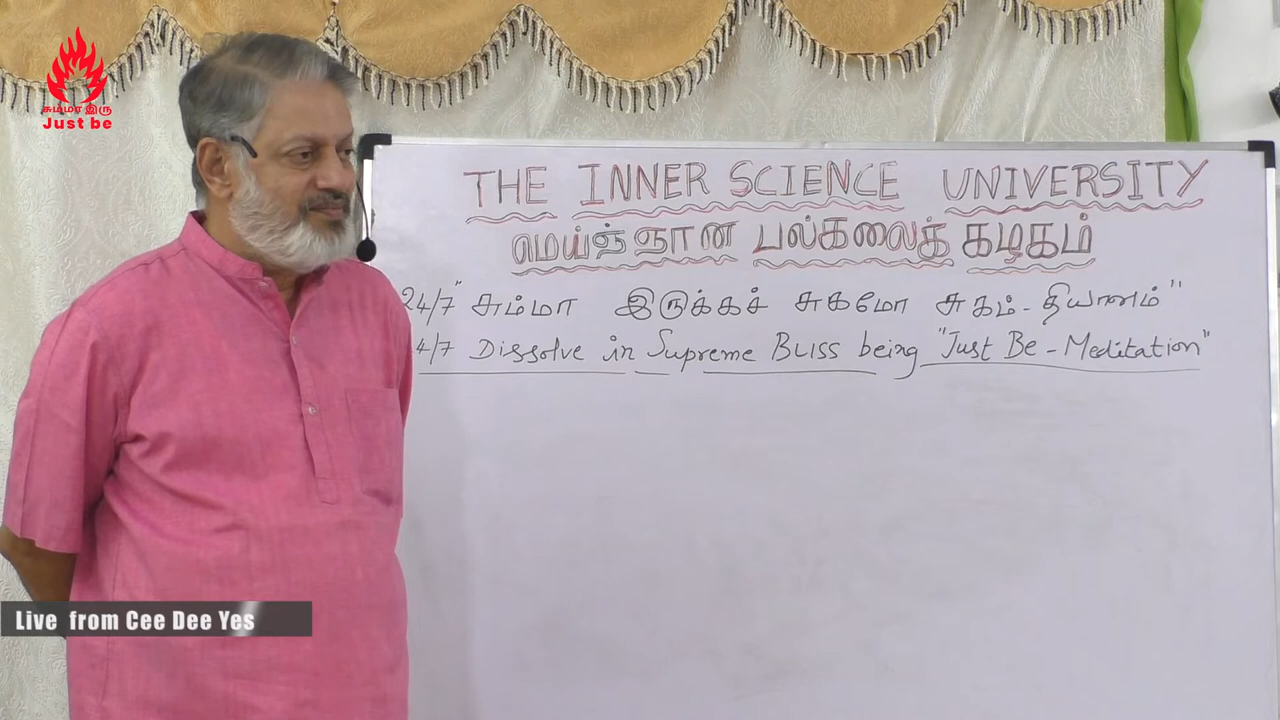 சும்மா இரு
Just be
THE INNER SCIENCE UNIVERSITY
மெய்ஞ்ஞான பல்கலைத் கழகம்
24/7 "சும்மா இருக்கச் சுகமோ சுகம் - தியானம்"
4/7 Dissolve in Supreme BLISS being "Just Be - Meditation"
Live from Cee Dee Yes